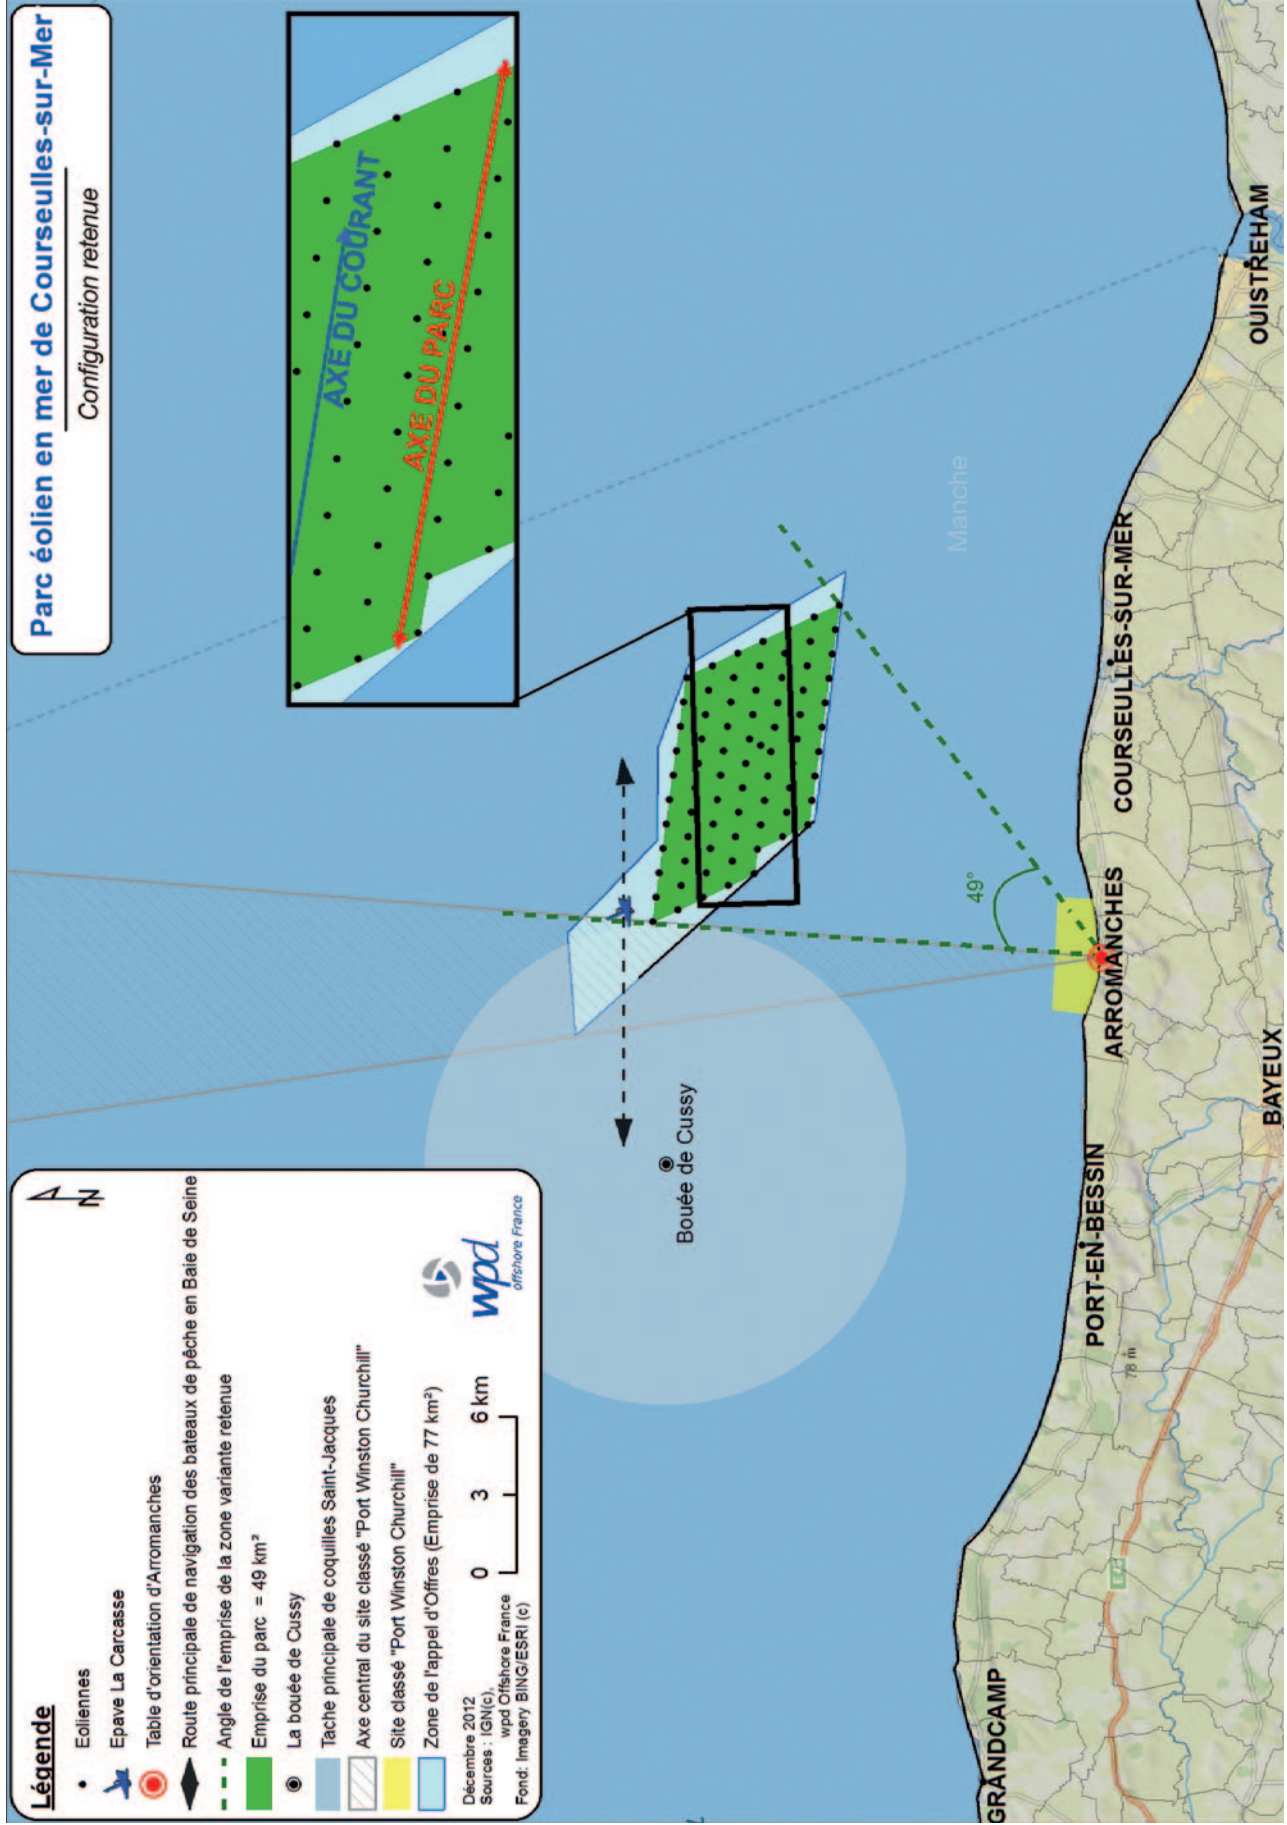 Parc éolien en mer de Courseulles-sur-Mer
Configuration retenue
AXE DU COURANT
AXE DU PARC
Légende
N
Eoliennes
Epave La Carcasse
Table d'orientation d'Arromanches
Route principale de navigation des bateaux de pêche en Baie de Seine
Angle de l'emprise de la zone variante retenue
Emprise du parc = 49 km²
La bouée de Cussy
Tache principale de coquilles Saint-Jacques
Axe central du site classé "Port Winston Churchill"
Site classé "Port Winston Churchill"
Zone de l'appel d'Offres (Emprise de 77 km²)
Décembre 2012
Sources : IGN(c),
wpd Offshore France
Fond: Imagery BING/ESRI (c)
0 3 6 km
wpd
offshore France
Bouée de Cussy
Manche
49°
GRANDCAMP
PORT-EN-BESSIN
78 m
ARROMANCHES
BAYEUX
COURSEULLES-SUR-MER
OUISTREHAM